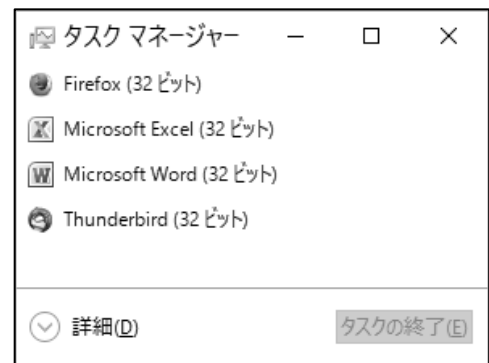 タスク マネージャー
Firefox (32 ビット)
Microsoft Excel (32 ビット)
Microsoft Word (32 ビット)
Thunderbird (32 ビット)
詳細(D) タスクの終了(E)